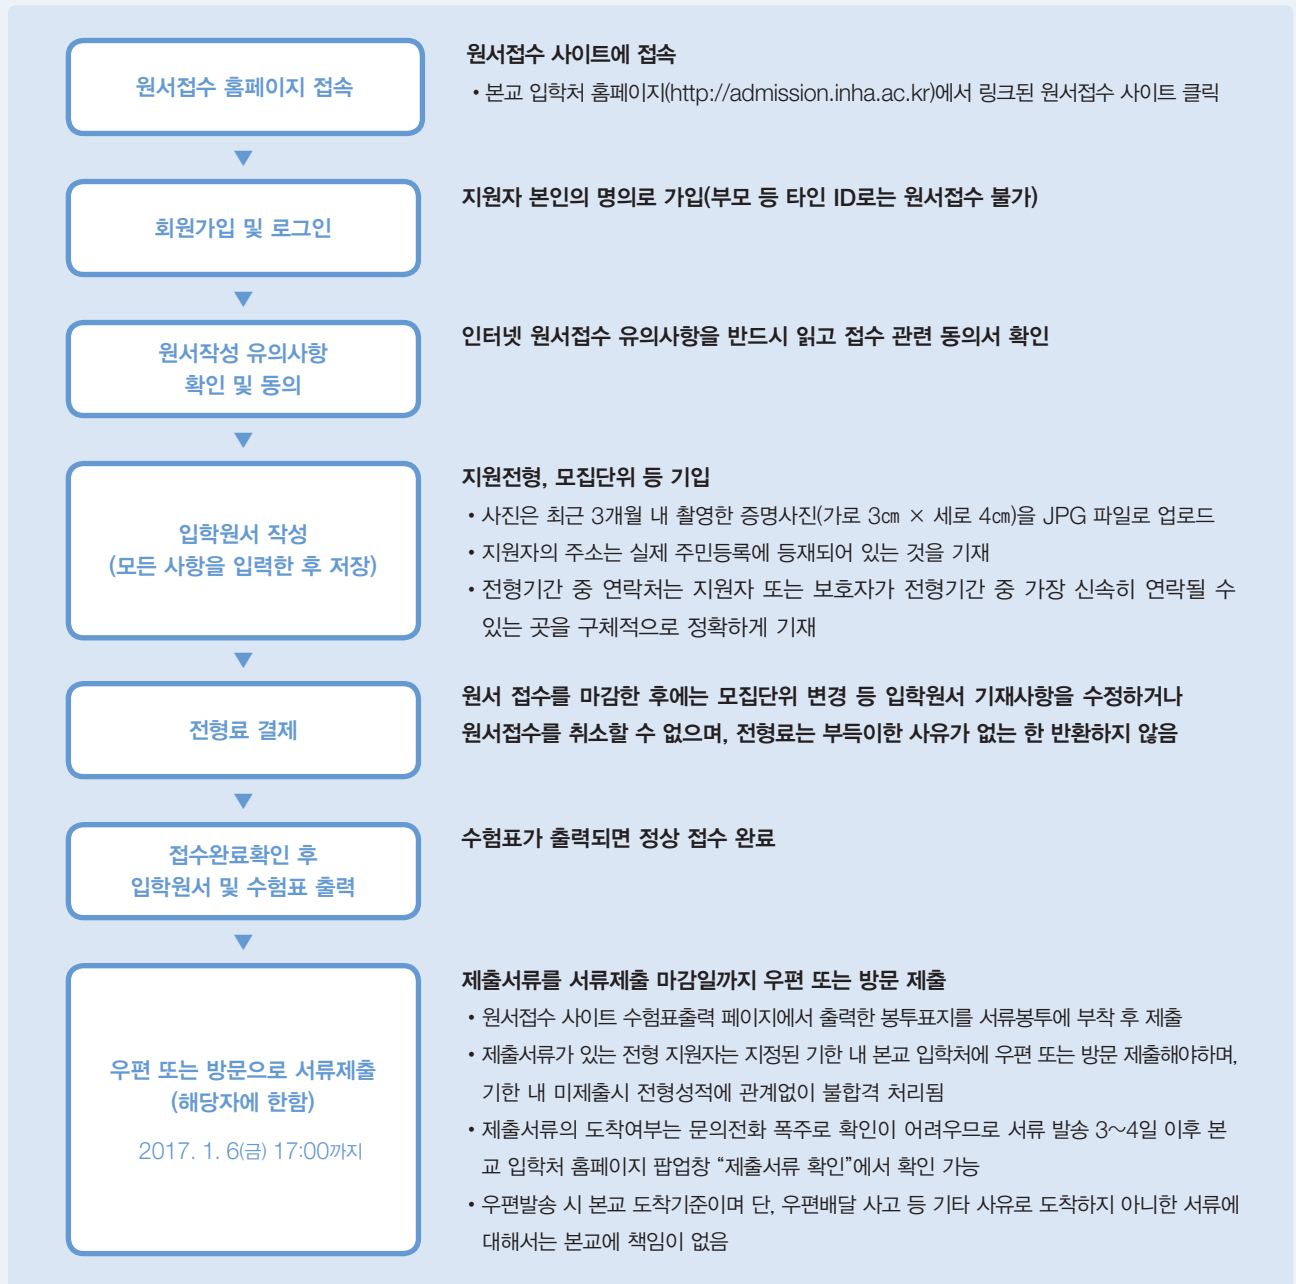 원서접수 홈페이지 접속
원서접수 사이트에 접속
• 본교 입학처 홈페이지(http://admission.inha.ac.kr)에서 링크된 원서접수 사이트 클릭
▼
회원가입 및 로그인
지원자 본인의 명의로 가입(부모 등 타인 ID로는 원서접수 불가)
▼
원서작성 유의사항
확인 및 동의
인터넷 원서접수 유의사항을 반드시 읽고 접수 관련 동의서 확인
▼
입학원서 작성
(모든 사항을 입력한 후 저장)
지원전형, 모집단위 등 기입
• 사진은 최근 3개월 내 촬영한 증명사진(가로 3㎝ × 세로 4㎝)을 JPG 파일로 업로드
• 지원자의 주소는 실제 주민등록에 등재되어 있는 것을 기재
• 전형기간 중 연락처는 지원자 또는 보호자가 전형기간 중 가장 신속히 연락될 수
있는 곳을 구체적으로 정확하게 기재
▼
전형료 결제
원서 접수를 마감한 후에는 모집단위 변경 등 입학원서 기재사항을 수정하거나
원서접수를 취소할 수 없으며, 전형료는 부득이한 사유가 없는 한 반환하지 않음
▼
접수완료확인 후
입학원서 및 수험표 출력
수험표가 출력되면 정상 접수 완료
▼
우편 또는 방문으로 서류제출
(해당자에 한함)
2017. 1. 6(금) 17:00까지
제출서류를 서류제출 마감일까지 우편 또는 방문 제출
• 원서접수 사이트 수험표출력 페이지에서 출력한 봉투표지를 서류봉투에 부착 후 제출
• 제출서류가 있는 전형 지원자는 지정된 기한 내 본교 입학처에 우편 또는 방문 제출해야하며,
기한 내 미제출시 전형성적에 관계없이 불합격 처리됨
• 제출서류의 도착여부는 문의전화 폭주로 확인이 어려우므로 서류 발송 3~4일 이후 본
교 입학처 홈페이지 팝업창 “제출서류 확인”에서 확인 가능
• 우편발송 시 본교 도착기준이며 단, 우편배달 사고 등 기타 사유로 도착하지 아니한 서류에
대해서는 본교에 책임이 없음